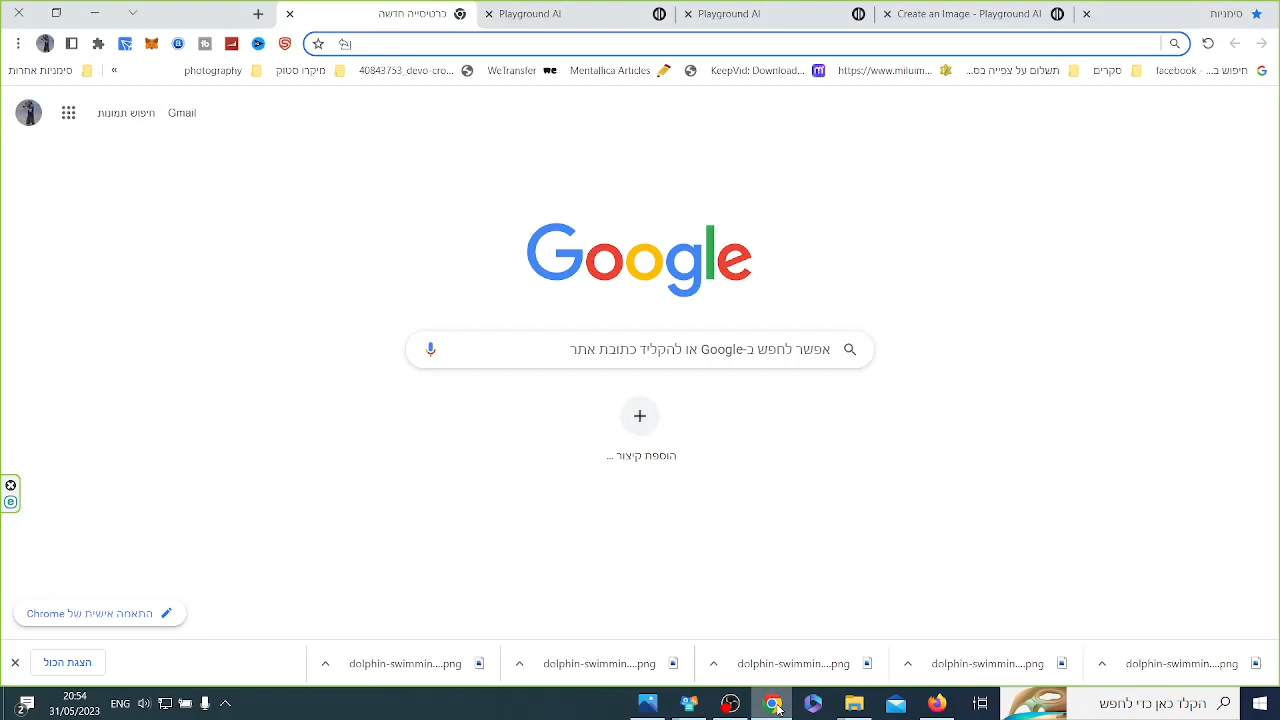 סימניות
Create an Image - Playground AI
Playground AI
Playground AI
כרטיסייה חדשה
חיפוש ב... - facebook
סקרים
תשלום על צפייה בס...
https://www.miluim...
KeepVid: Download...
Mentallica Articles
WeTransfer
40843753_devo-cro...
מיקרו סטוק
photography
סימניות אחרות
Gmail
חיפוש תמונות
Google
אפשר לחפש ב-Google או להקליד כתובת אתר
הוספת קיצור ...
התאמה אישית של Chrome
dolphin-swimmin....png
dolphin-swimmin....png
dolphin-swimmin....png
dolphin-swimmin....png
dolphin-swimmin....png
הצגת הכול
הקלד כאן כדי לחפש
ENG
20:54
31/05/2023
2